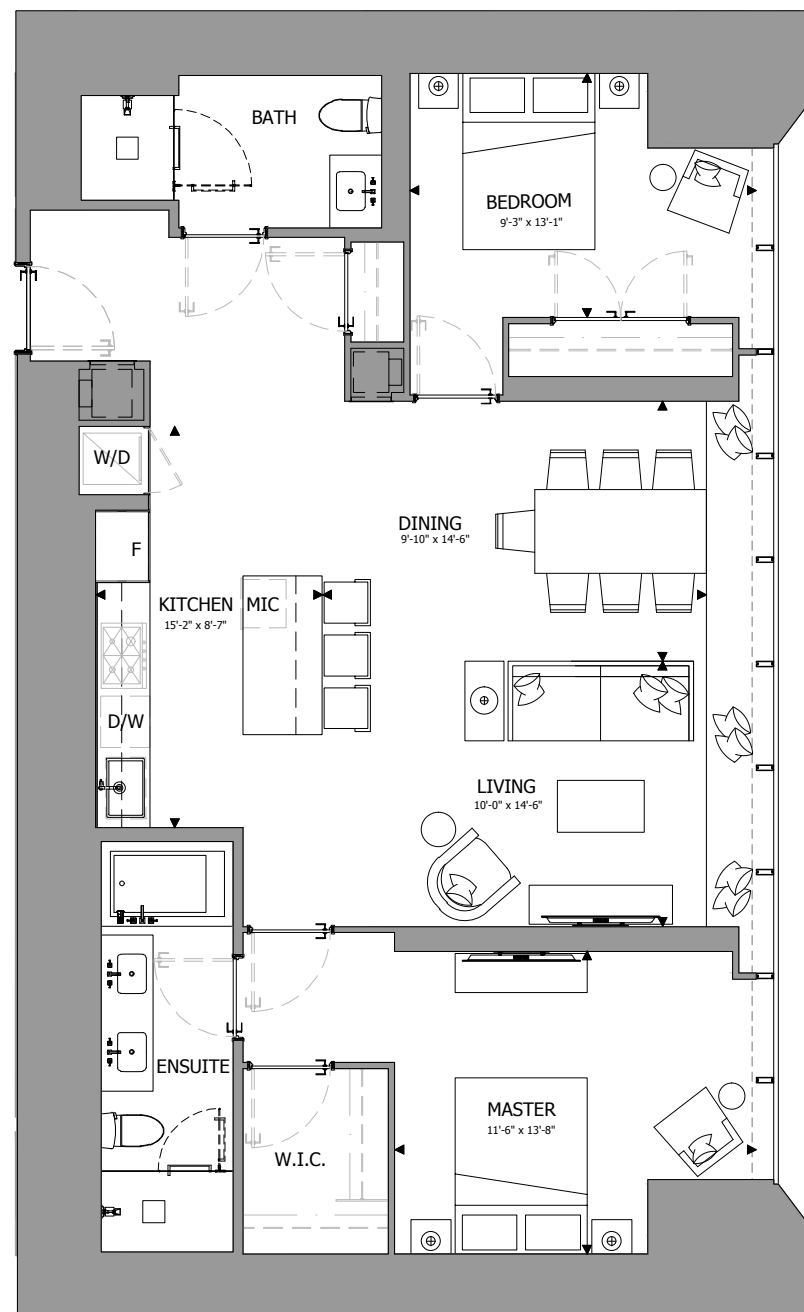 BATH
BEDROOM
9'-3" x 13'-1"
W/D
F
DINING
9'-10" x 14'-6"
KITCHEN
15'-2" x 8'-7"
MIC
D/W
LIVING
10'-0" x 14'-6"
ENSUITE
W.I.C.
MASTER
11'-6" x 13'-8"